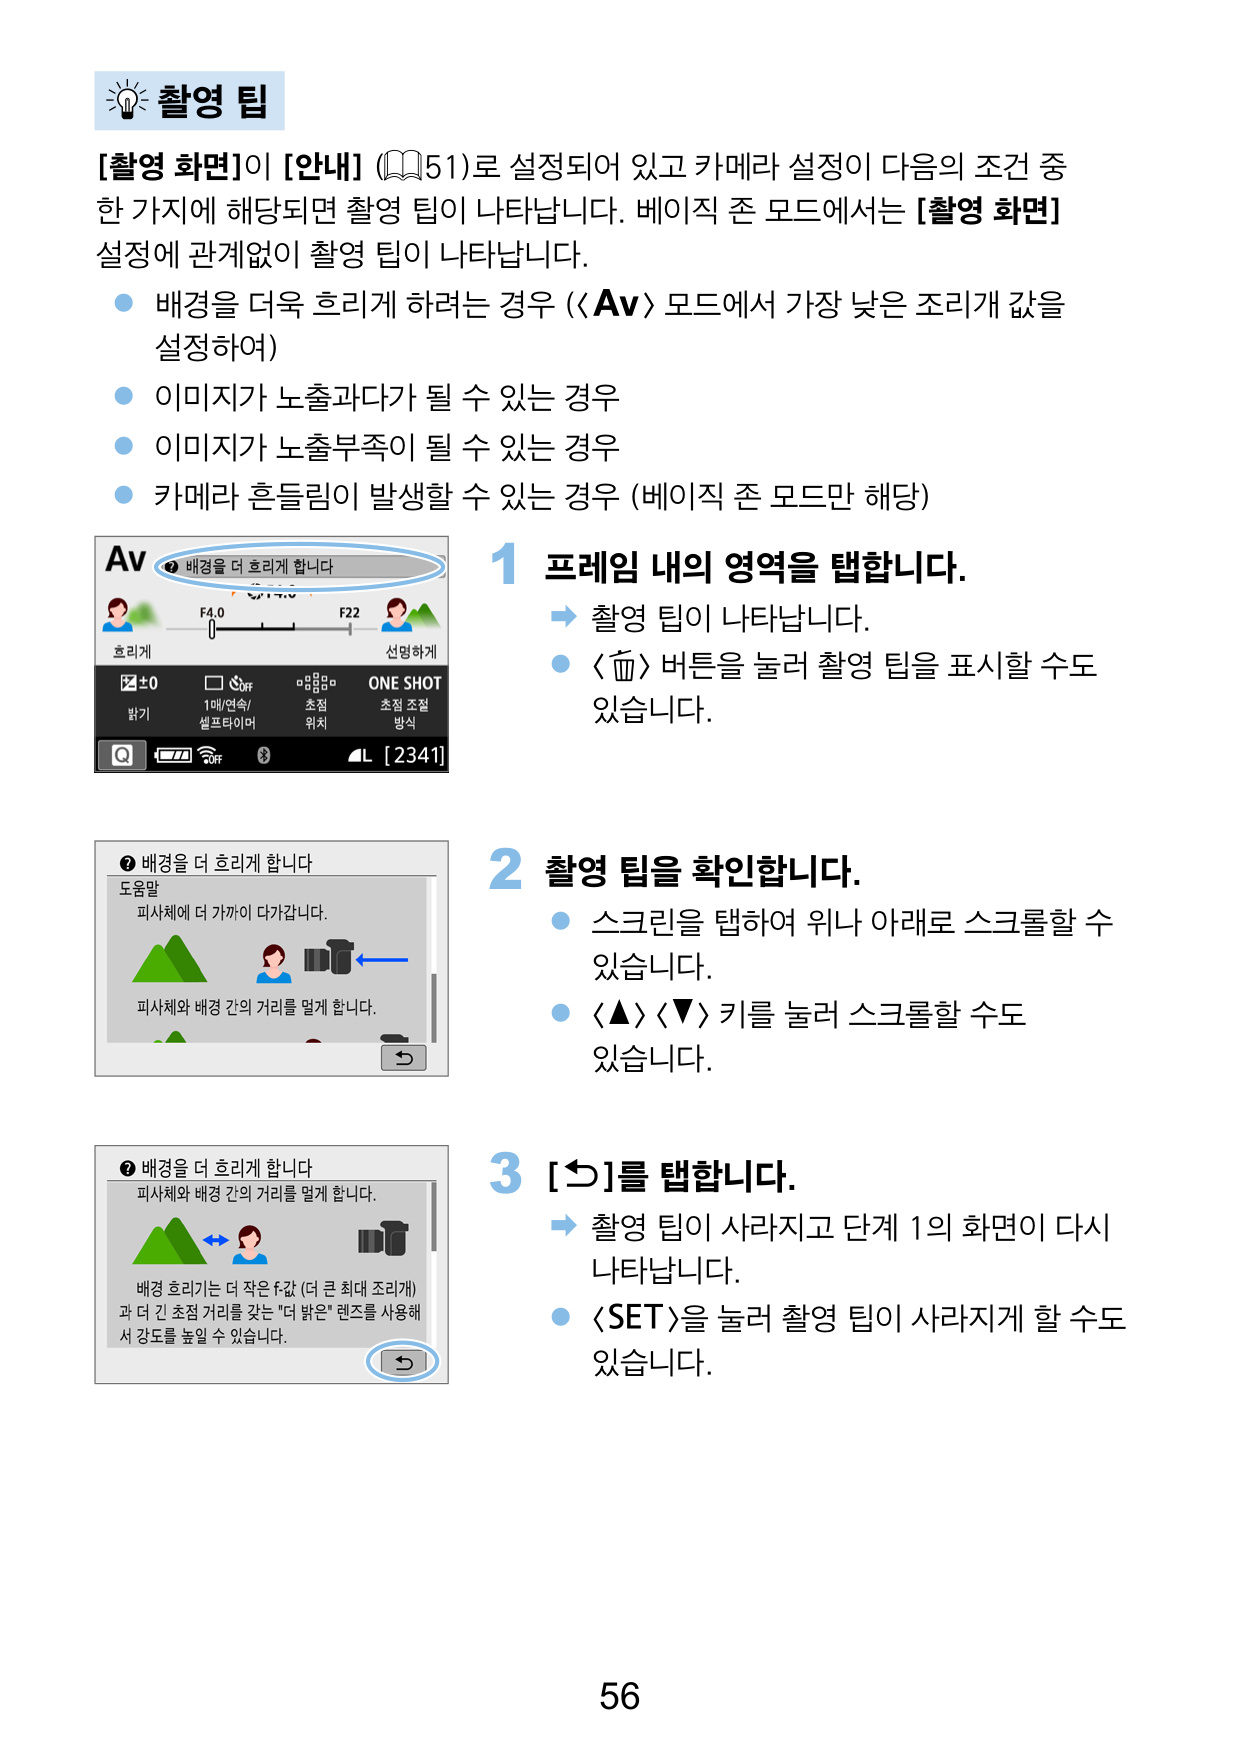 촬영 팁
[촬영 화면]이 [안내] (51)로 설정되어 있고 카메라 설정이 다음의 조건 중
한 가지에 해당되면 촬영 팁이 나타납니다. 베이직 존 모드에서는 [촬영 화면]
설정에 관계없이 촬영 팁이 나타납니다.
● 배경을 더욱 흐리게 하려는 경우 (〈Av〉 모드에서 가장 낮은 조리개 값을
설정하여)
● 이미지가 노출과다가 될 수 있는 경우
● 이미지가 노출부족이 될 수 있는 경우
● 카메라 흔들림이 발생할 수 있는 경우 (베이직 존 모드만 해당)
Av
? 배경을 더 흐리게 합니다
F4.0 F22
흐리게 선명하게
±0 OFF ONE SHOT
밝기
1매/연속/
셀프타이머
초점
위치
초점 조절
방식
Q OFF L [2341]
1 프레임 내의 영역을 탭합니다.
➡ 촬영 팁이 나타납니다.
● 〈〉 버튼을 눌러 촬영 팁을 표시할 수도
있습니다.
? 배경을 더 흐리게 합니다
도움말
피사체에 더 가까이 다가갑니다.
피사체와 배경 간의 거리를 멀게 합니다.
2 촬영 팁을 확인합니다.
● 스크린을 탭하여 위나 아래로 스크롤할 수
있습니다.
● 〈▲〉〈▼〉 키를 눌러 스크롤할 수도
있습니다.
? 배경을 더 흐리게 합니다
피사체와 배경 간의 거리를 멀게 합니다.
배경 흐리기는 더 작은 f-값 (더 큰 최대 조리개)
과 더 긴 초점 거리를 갖는 "더 밝은" 렌즈를 사용해
서 강도를 높일 수 있습니다.
3 [⮌]를 탭합니다.
➡ 촬영 팁이 사라지고 단계 1의 화면이 다시
나타납니다.
● 〈SET〉을 눌러 촬영 팁이 사라지게 할 수도
있습니다.
56